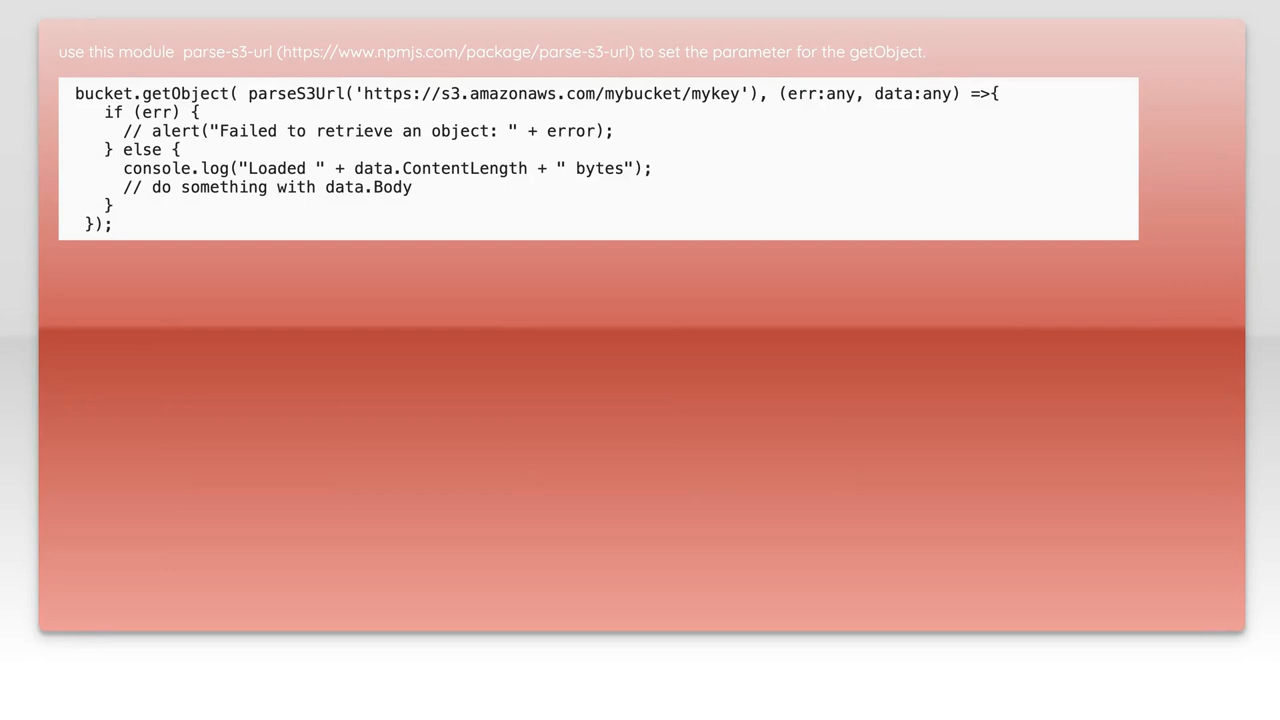 use this module  parse-s3-url (https://www.npmjs.com/package/parse-s3-url) to set the parameter for the getObject.
bucket.getObject( parseS3Url('https://s3.amazonaws.com/mybucket/mykey'), (err:any, data:any) =>{
   if (err) {
     // alert("Failed to retrieve an object: " + error);
   } else {
     console.log("Loaded " + data.ContentLength + " bytes");
     // do something with data.Body
   }
 });